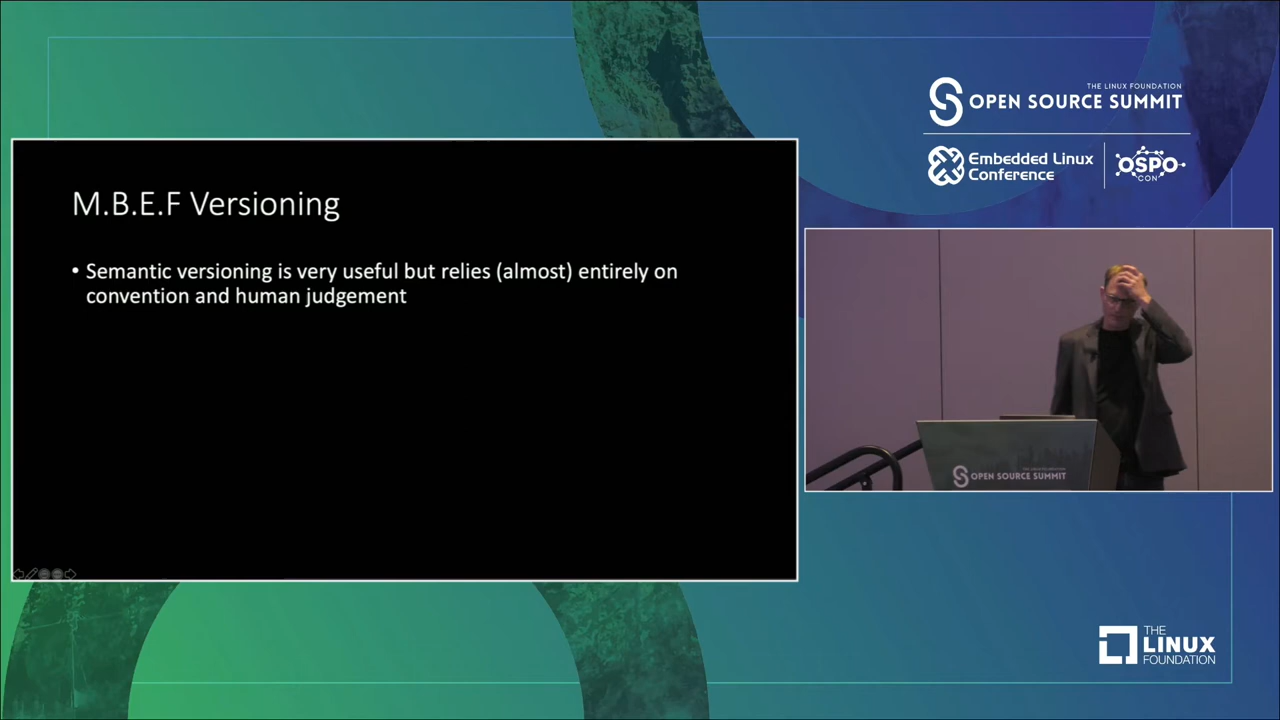 THE LINUX FOUNDATION
OPEN SOURCE SUMMIT
Embedded Linux
Conference
OSPO
CON
M.B.E.F Versioning
• Semantic versioning is very useful but relies (almost) entirely on
convention and human judgement
OPEN SOURCE SUMMIT
THE
LINUX
FOUNDATION